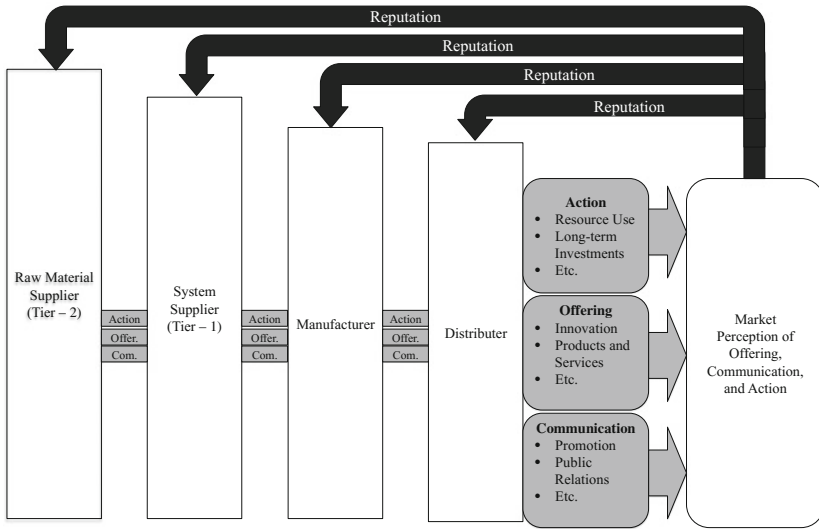 Reputation
Reputation
Reputation
Reputation
Raw Material
Supplier
(Tier – 2)
Action
Offer.
Com.
System
Supplier
(Tier – 1)
Action
Offer.
Com.
Manufacturer
Action
Offer.
Com.
Distributer
Action
• Resource Use
• Long-term
Investments
• Etc.
Offering
• Innovation
• Products and
Services
• Etc.
Communication
• Promotion
• Public
Relations
• Etc.
Market
Perception of
Offering,
Communication,
and Action